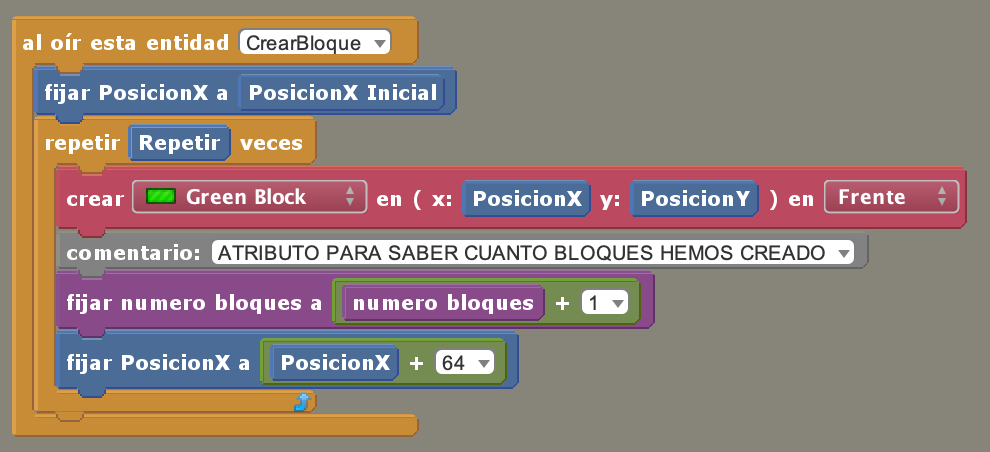 al oír esta entidad CrearBloque
fijar PosicionX a PosicionX Inicial
repetir Repetir veces
crear Green Block en ( x: PosicionX y: PosicionY ) en Frente
comentario: ATRIBUTO PARA SABER CUANTO BLOQUES HEMOS CREADO
fijar numero bloques a numero bloques + 1
fijar PosicionX a PosicionX + 64